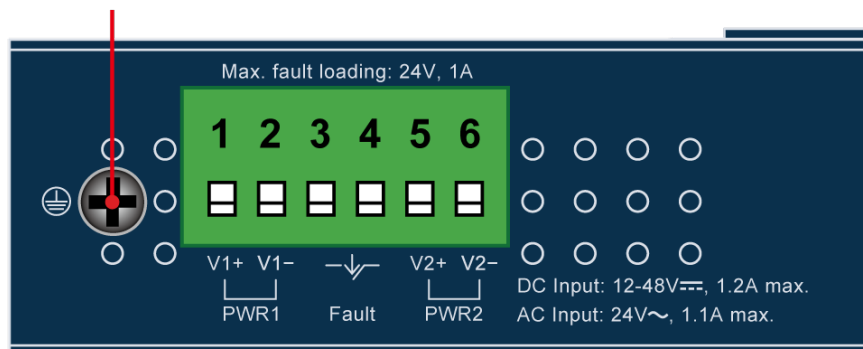 Max. fault loading: 24V, 1A
1 2 3 4 5 6
V1+ V1− V2+ V2−
PWR1 Fault PWR2
DC Input: 12-48V⎓, 1.2A max.
AC Input: 24V∼, 1.1A max.